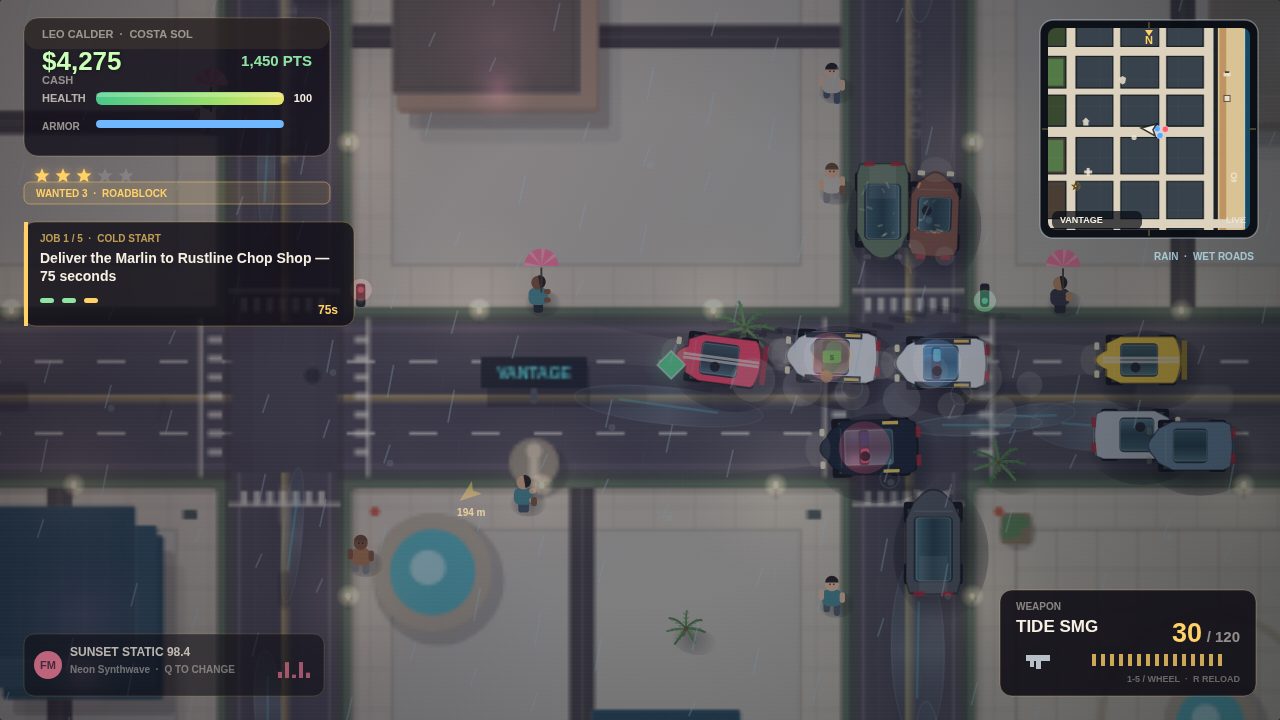 LEO CALDER · COSTA SOL
$4,275
1,450 PTS
CASH
HEALTH 100
ARMOR
WANTED 3 · ROADBLOCK
JOB 1 / 5 · COLD START
Deliver the Marlin to Rustline Chop Shop —
75 seconds
75s
N
VANTAGE
LIVE
RAIN · WET ROADS
VANTAGE
194 m
SUNSET STATIC 98.4
FM
Neon Synthwave · Q TO CHANGE
WEAPON
TIDE SMG
30 / 120
1-5 / WHEEL · R RELOAD